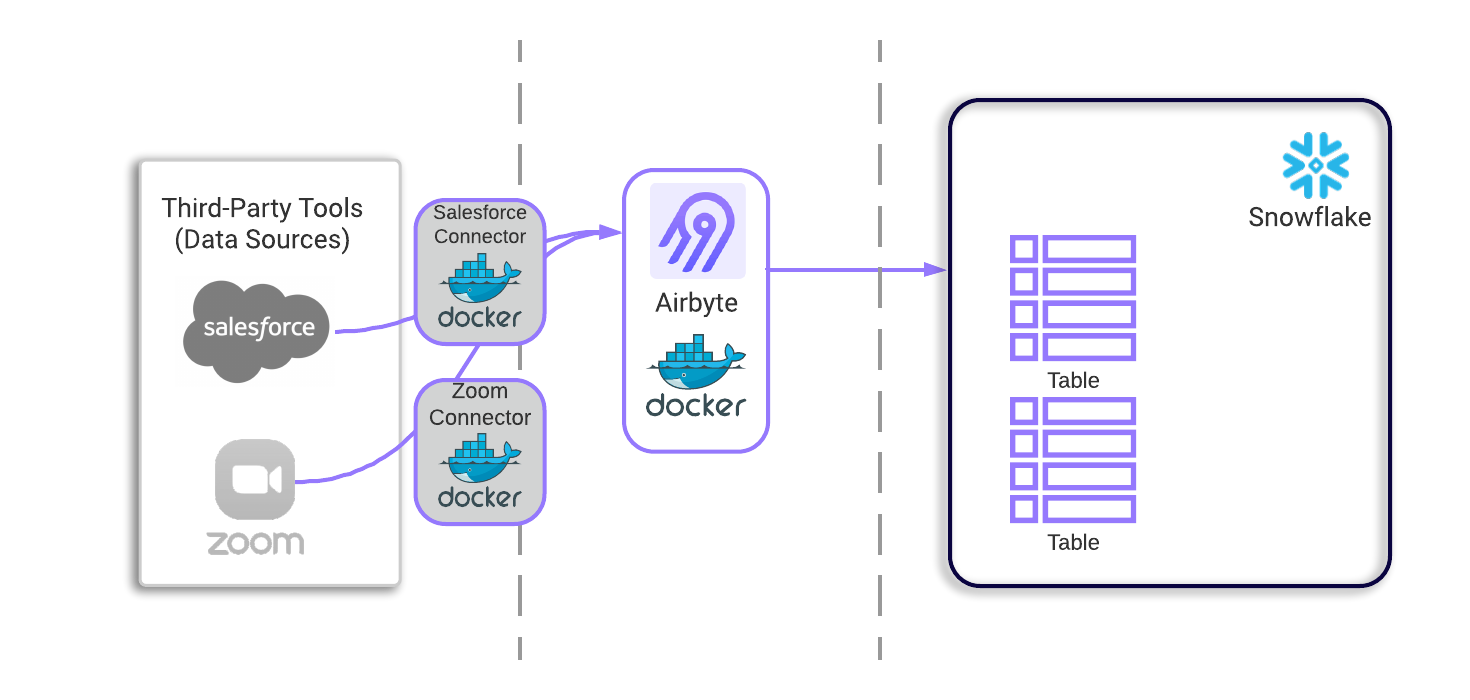 Third-Party Tools
(Data Sources)
salesforce
zoom
Salesforce
Connector
docker
Zoom
Connector
docker
Airbyte
docker
Snowflake
Table
Table